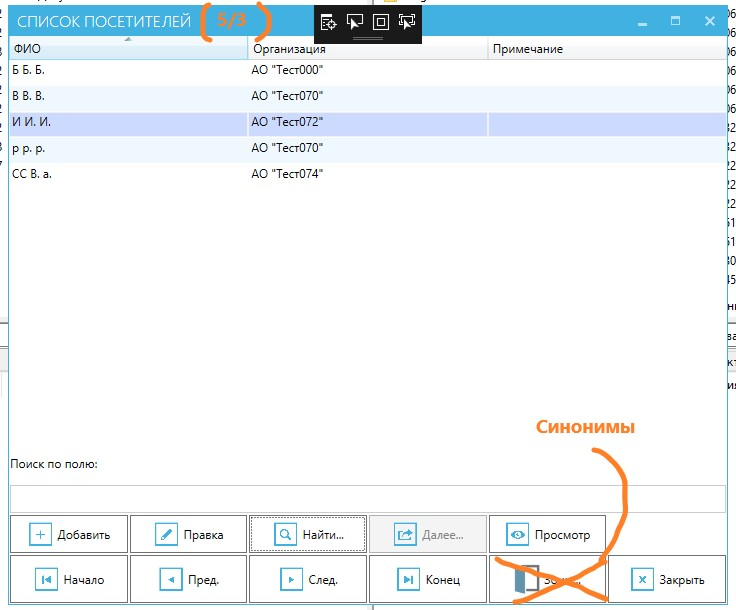 СПИСОК ПОСЕТИТЕЛЕЙ (5/3)
ФИО Организация Примечание
Б Б. Б. АО "Тест000"
В В. В. АО "Тест070"
И И. И. АО "Тест072"
р р. р. АО "Тест070"
СС В. а. АО "Тест074"
Синонимы
Поиск по полю:
Добавить Правка Найти... Далее... Просмотр
Начало Пред. След. Конец Закрыть